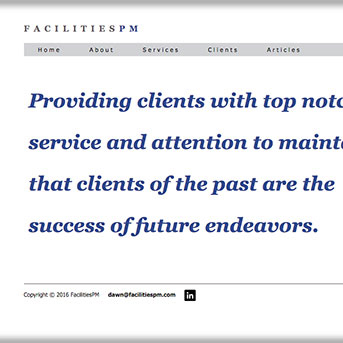 FACILITIESPM
Home About Services Clients Articles
Providing clients with top notc
service and attention to maint
that clients of the past are the
success of future endeavors.
Copyright © 2016 FacilitiesPM dawn@facilitiespm.com in